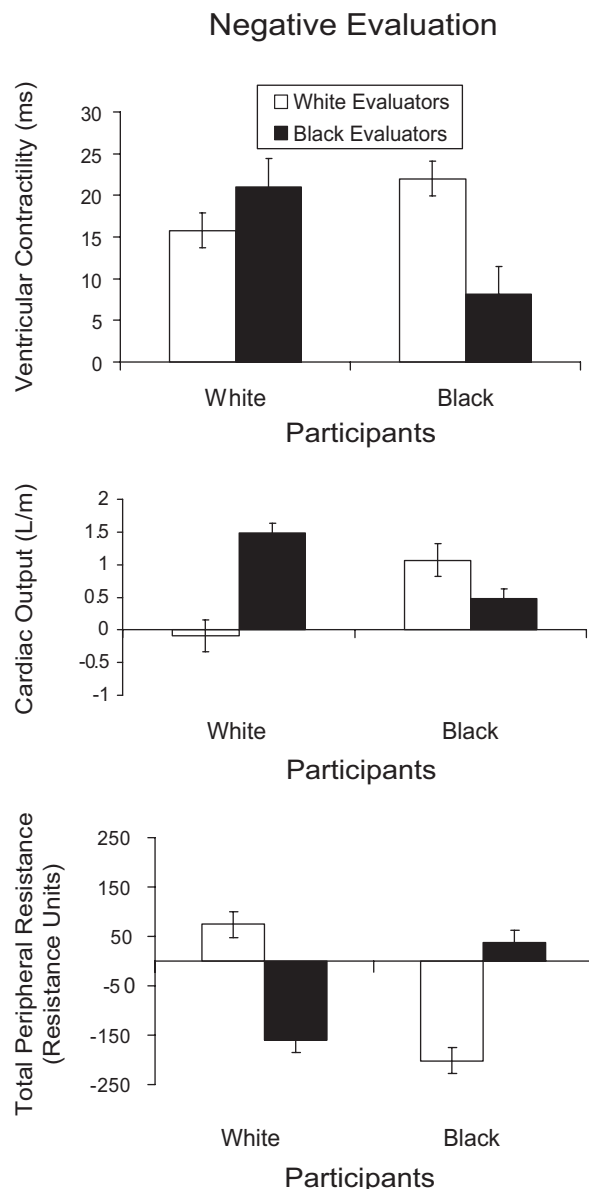 Negative Evaluation
White Evaluators
Black Evaluators
Ventricular Contractility (ms)
30
25
20
15
10
5
0
White
Black
Participants
Cardiac Output (L/m)
2
1.5
1
0.5
0
-0.5
-1
White
Black
Participants
Total Peripheral Resistance
(Resistance Units)
250
150
50
-50
-150
-250
White
Black
Participants